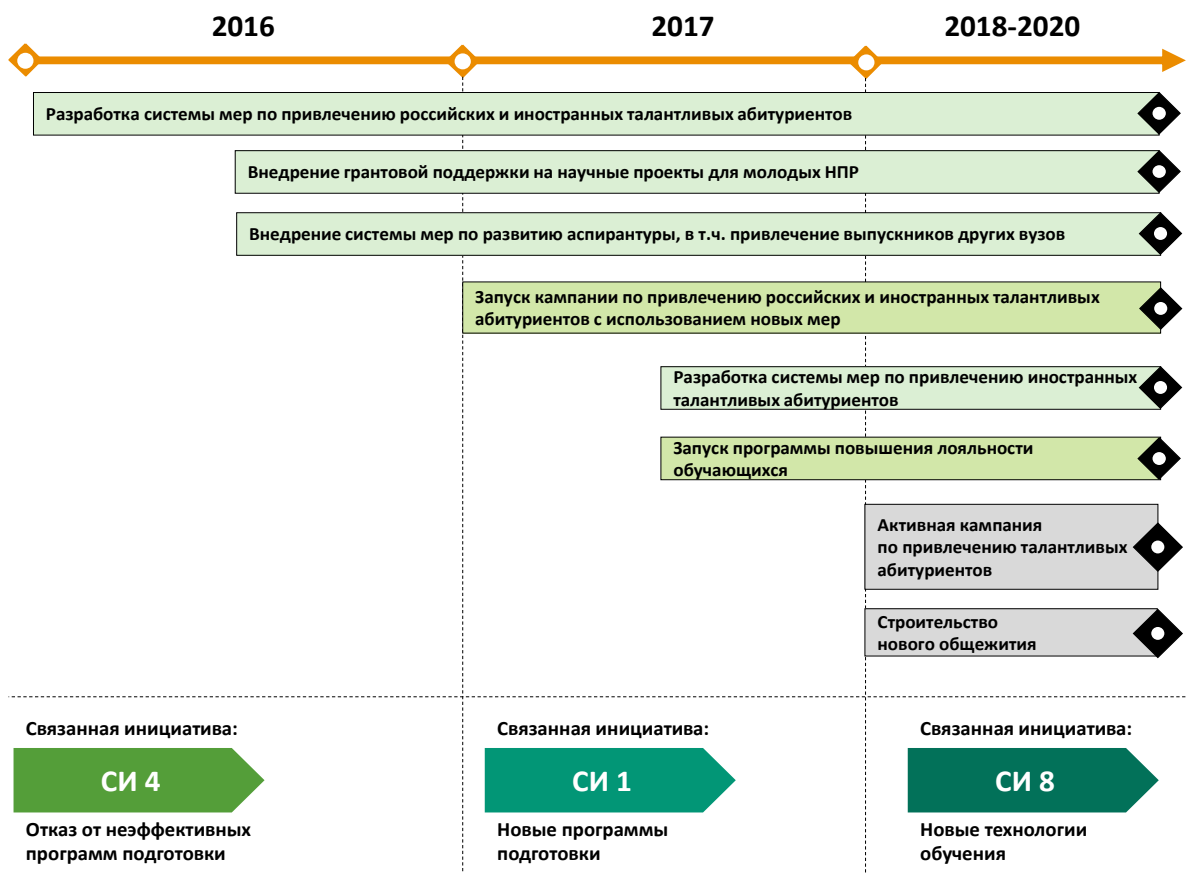 2016
2017
2018-2020
Разработка системы мер по привлечению российских и иностранных талантливых абитуриентов
Внедрение грантовой поддержки на научные проекты для молодых НПР
Внедрение системы мер по развитию аспирантуры, в т.ч. привлечение выпускников других вузов
Запуск кампании по привлечению российских и иностранных талантливых
абитуриентов с использованием новых мер
Разработка системы мер по привлечению иностранных
талантливых абитуриентов
Запуск программы повышения лояльности
обучающихся
Активная кампания
по привлечению талантливых
абитуриентов
Строительство
нового общежития
Связанная инициатива:
СИ 4
Отказ от неэффективных
программ подготовки
Связанная инициатива:
СИ 1
Новые программы
подготовки
Связанная инициатива:
СИ 8
Новые технологии
обучения